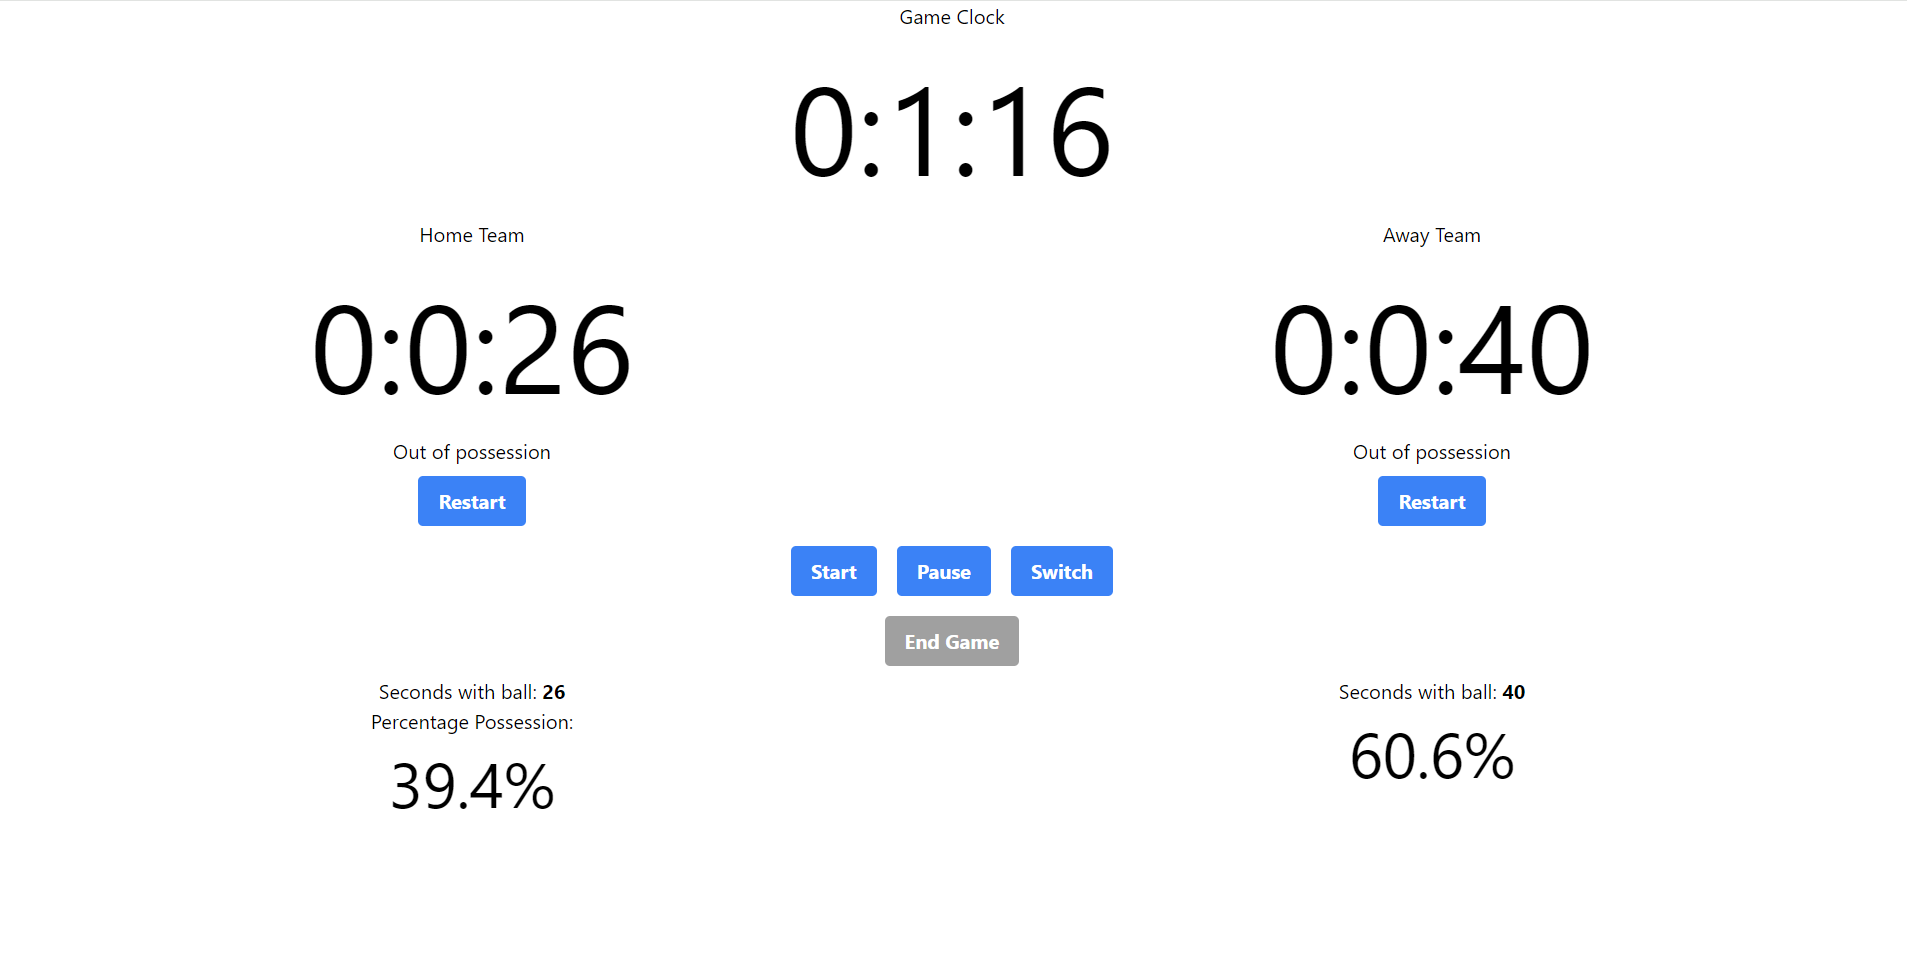 Game Clock
0:1:16
Home Team
Away Team
0:0:26
0:0:40
Out of possession
Out of possession
Restart
Restart
Start
Pause
Switch
End Game
Seconds with ball: 26
Seconds with ball: 40
Percentage Possession:
39.4%
60.6%